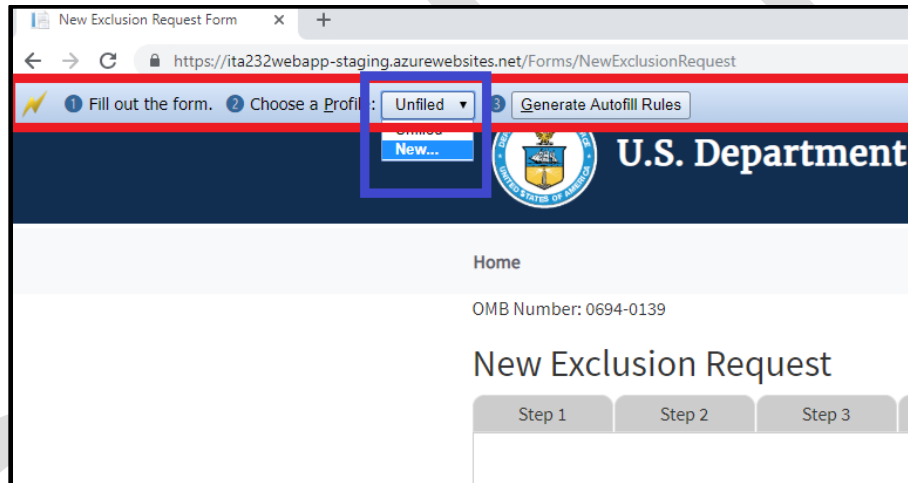 New Exclusion Request Form
https://ita232webapp-staging.azurewebsites.net/Forms/NewExclusionRequest
1 Fill out the form. 2 Choose a Profile: Unfiled 3 Generate Autofill Rules
Unfiled
New...
U.S. Department
Home
OMB Number: 0694-0139
New Exclusion Request
Step 1 Step 2 Step 3